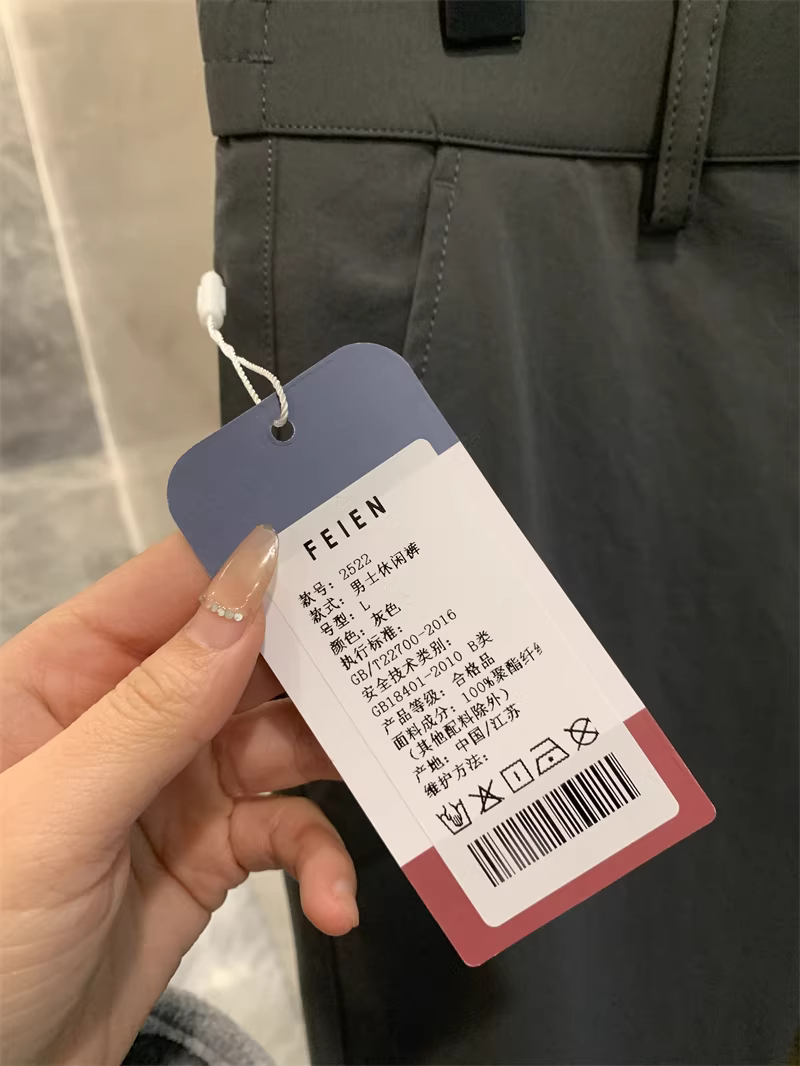 FEIEN
款号: 2522
款式: 男士休闲裤
号型: L
颜色: 灰色
执行标准:
GB/T22700-2016
安全技术类别:
GB18401-2010 B类
产品等级: 合格品
面料成分: 100%聚酯纤
(其他配料除外)
产地: 中国/江苏
维护方法: